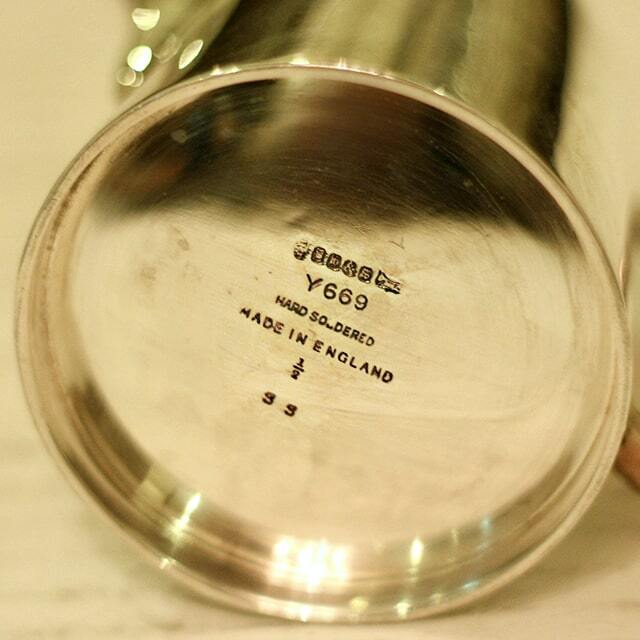 Y669
HARD SOLDERED
MADE IN ENGLAND
1/2